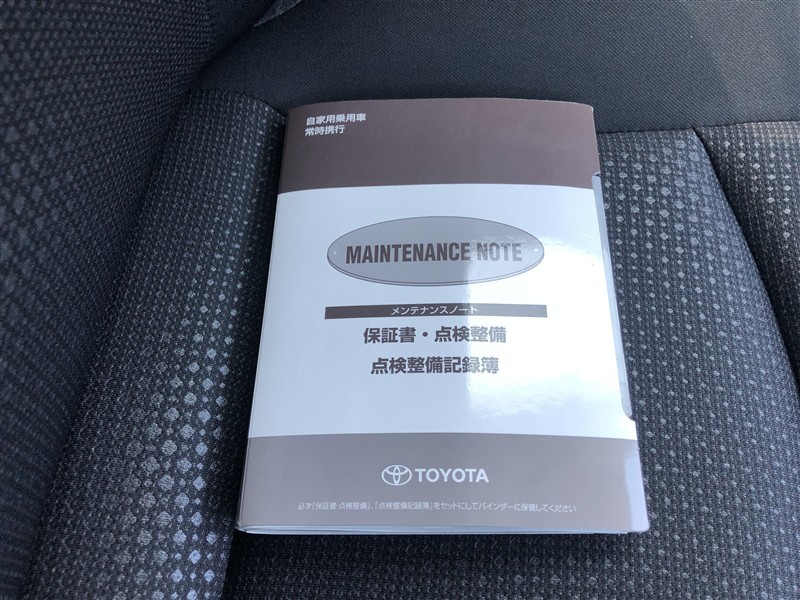 自家用乗用車
常時携行
MAINTENANCE NOTE
メンテナンスノート
保証書・点検整備
点検整備記録簿
TOYOTA
必ず「保証書・点検整備」、「点検整備記録簿」をセットにしてバインダーに保管してください